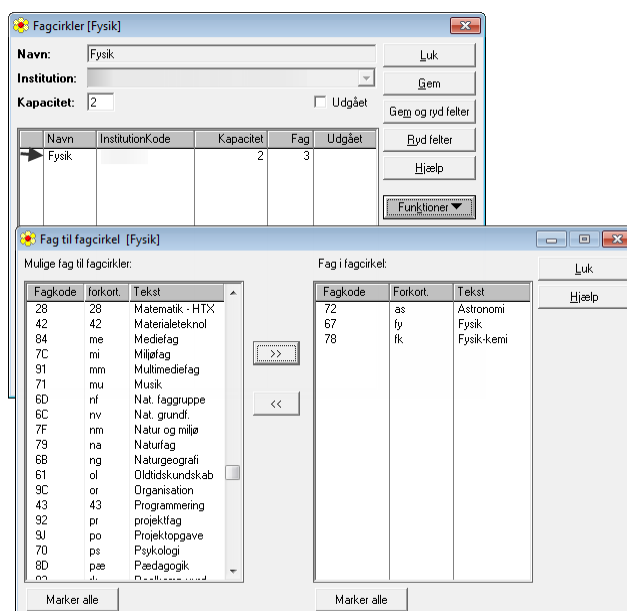 Fagcirkler [Fysik]
Navn: Fysik Luk
Institution: Gem
Kapacitet: 2 Udgået Gem og ryd felter
Navn InstitutionKode Kapacitet Fag Udgået Ryd felter
Fysik 2 3
Hjælp
Funktioner
Fag til fagcirkel [Fysik]
Mulige fag til fagcirkler: Fag i fagcirkel: Luk
Fagkode forkort. Tekst Fagkode Forkort. Tekst Hjælp
28 28 Matematik - HTX 72 as Astronomi
42 42 Materialeteknol 67 fy Fysik
84 me Mediefag 78 fk Fysik-kemi
7C mi Miljøfag >>
91 mm Multimediefag
71 mu Musik
6D nf Nat. faggruppe
6C nv Nat. grundf. <<
7F nm Natur og miljø
79 na Naturfag
6B ng Naturgeografi
61 ol Oldtidskundskab
9C or Organisation
43 43 Programmering
92 pr projektfag
9J po Projektopgave
70 ps Psykologi
8D pæ Pædagogik
Marker alle Marker alle